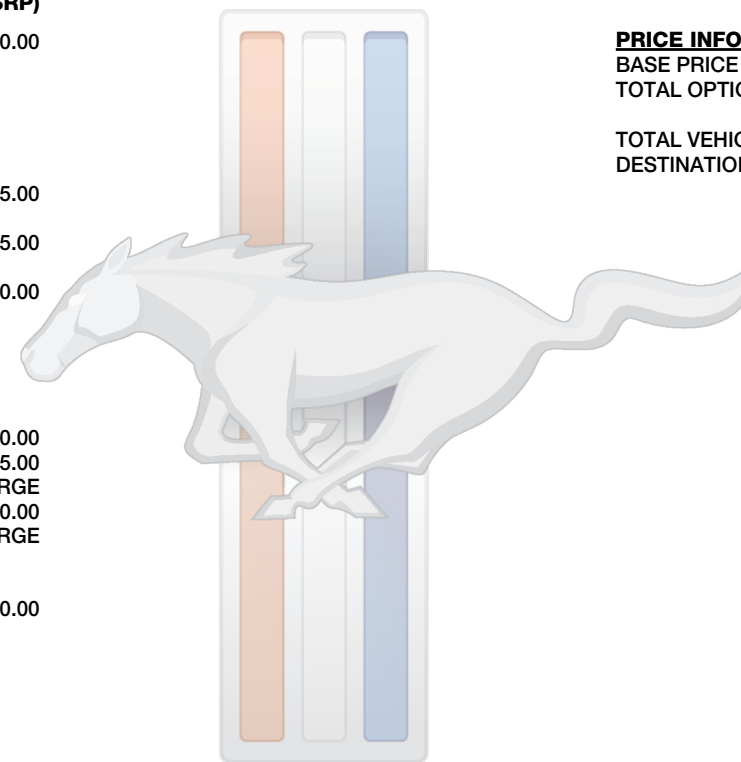 SRP)
0.00
5.00
5.00
0.00
0.00
5.00
RGE
0.00
RGE
0.00
PRICE INFO
BASE PRICE
TOTAL OPTIO
TOTAL VEHIC
DESTINATION